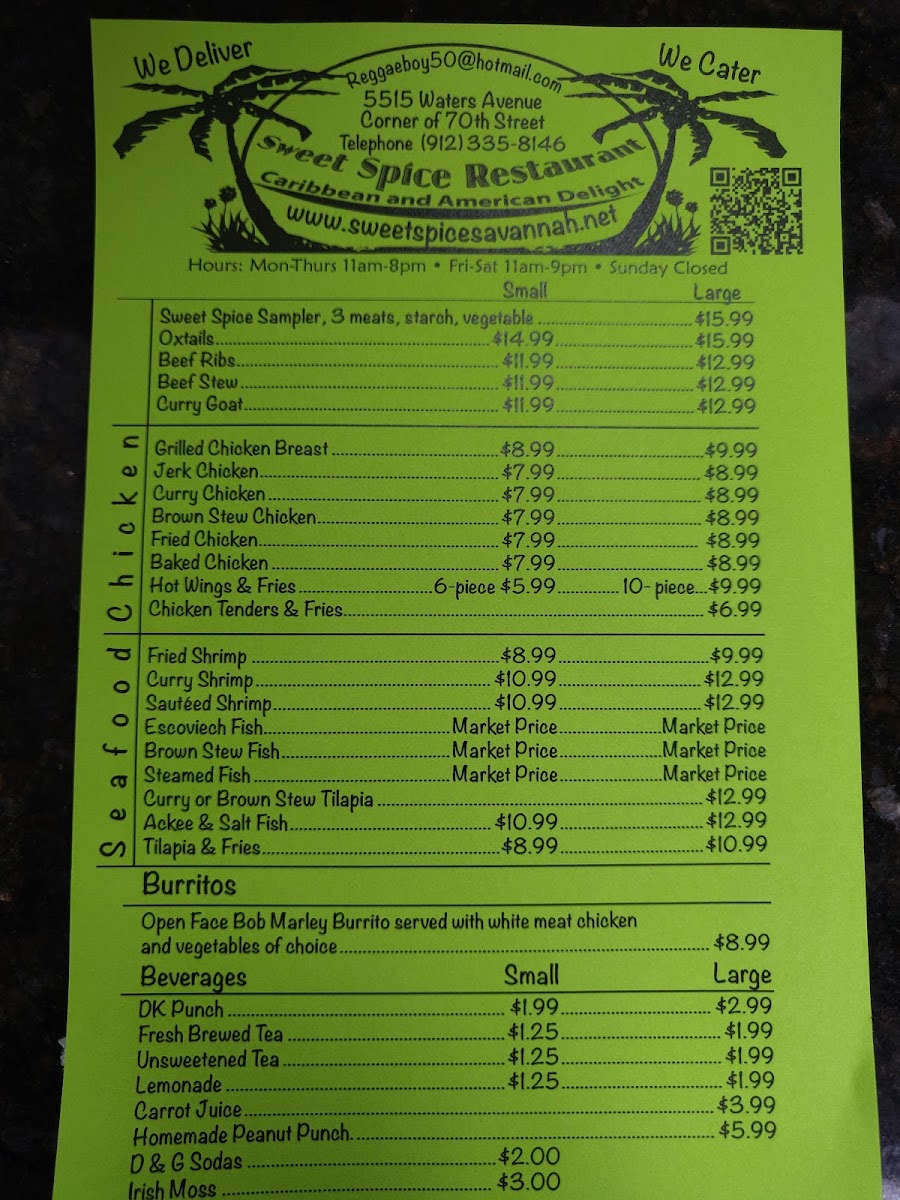 We Deliver
We Cater
Reggaeboy50@hotmail.com
5515 Waters Avenue
Corner of 70th Street
Telephone (912)335-8146
Sweet Spice Restaurant
Caribbean and American Delight
www.sweetspicesavannah.net
Hours: Mon-Thurs 11am-8pm • Fri-Sat 11am-9pm • Sunday Closed
Small Large
Sweet Spice Sampler, 3 meats, starch, vegetable $15.99
Oxtails $14.99 $15.99
Beef Ribs $11.99 $12.99
Beef Stew $11.99 $12.99
Curry Goat $11.99 $12.99
Chicken
Grilled Chicken Breast $8.99 $9.99
Jerk Chicken $7.99 $8.99
Curry Chicken $7.99 $8.99
Brown Stew Chicken $7.99 $8.99
Fried Chicken $7.99 $8.99
Baked Chicken $7.99 $8.99
Hot Wings & Fries 6-piece $5.99 10-piece $9.99
Chicken Tenders & Fries $6.99
Seafood
Fried Shrimp $8.99 $9.99
Curry Shrimp $10.99 $12.99
Sautéed Shrimp $10.99 $12.99
Escoviech Fish Market Price Market Price
Brown Stew Fish Market Price Market Price
Steamed Fish Market Price Market Price
Curry or Brown Stew Tilapia $12.99
Ackee & Salt Fish $10.99 $12.99
Tilapia & Fries $8.99 $10.99
Burritos
Open Face Bob Marley Burrito served with white meat chicken
and vegetables of choice $8.99
Beverages Small Large
DK Punch $1.99 $2.99
Fresh Brewed Tea $1.25 $1.99
Unsweetened Tea $1.25 $1.99
Lemonade $1.25 $1.99
Carrot Juice $3.99
Homemade Peanut Punch $5.99
D & G Sodas $2.00
Irish Moss $3.00